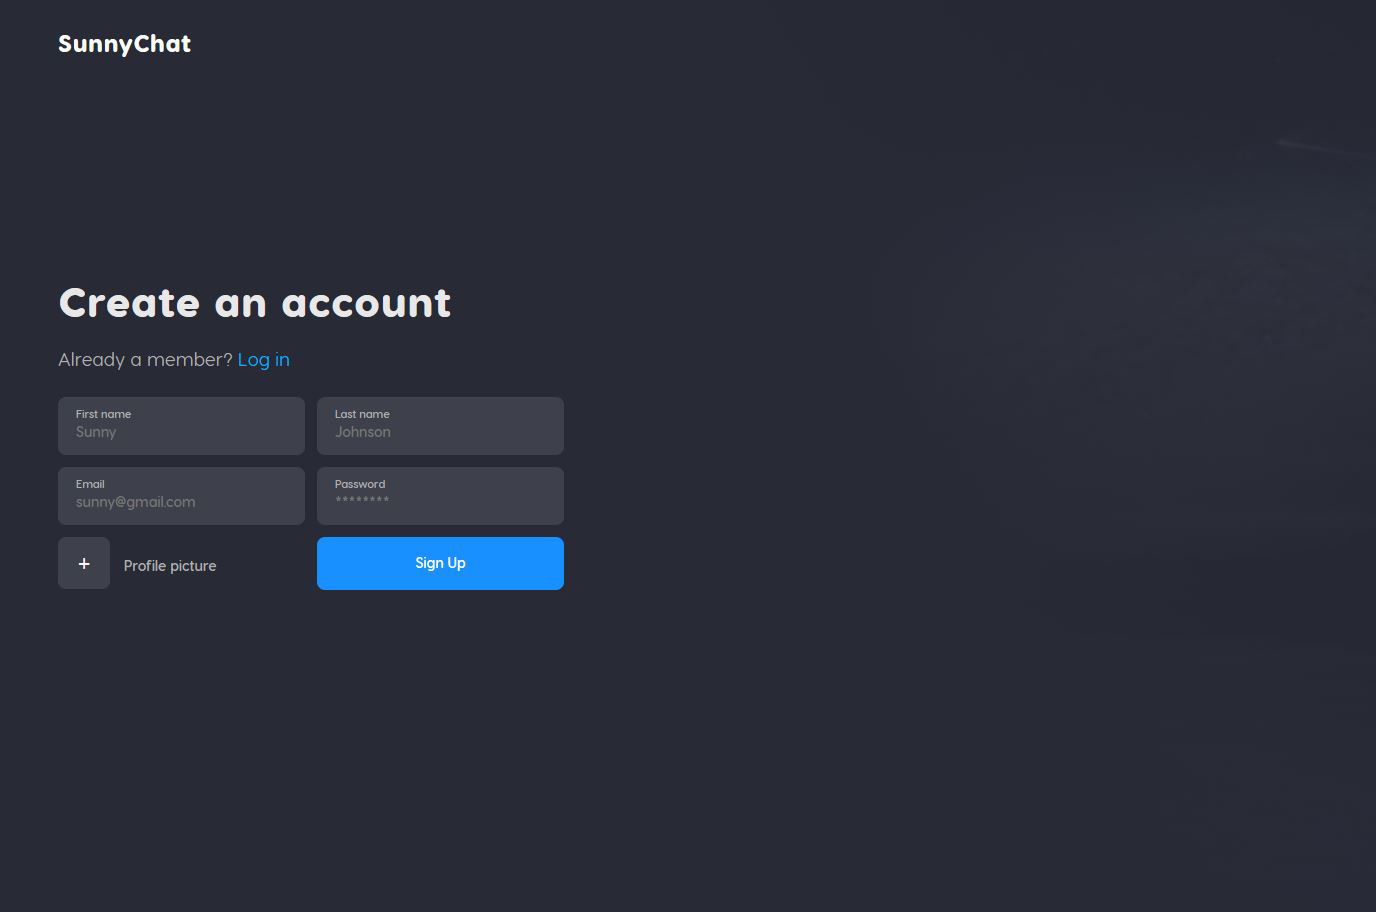 SunnyChat
Create an account
Already a member? Log in
First name
Sunny
Last name
Johnson
Email
sunny@gmail.com
Password
********
+
Profile picture
Sign Up